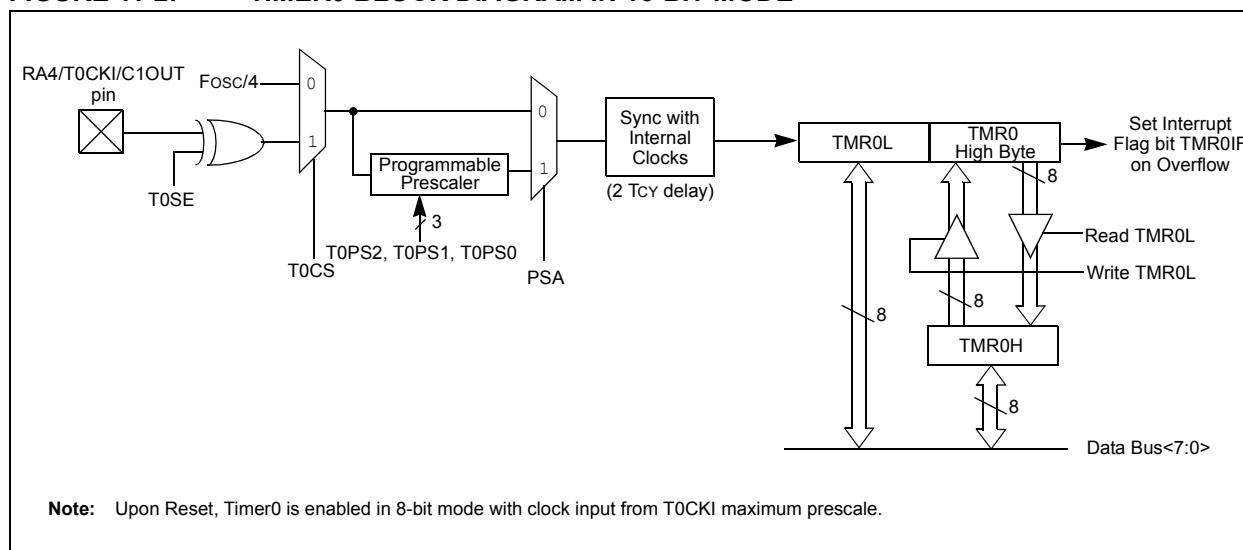 RA4/T0CKI/C1OUT
pin
FOSC/4
0
1
T0SE
T0CS
Programmable
Prescaler
3
T0PS2, T0PS1, T0PS0
0
1
PSA
Sync with
Internal
Clocks
(2 TCY delay)
TMR0L
TMR0
High Byte
Set Interrupt
Flag bit TMR0IF
on Overflow
8
Read TMR0L
Write TMR0L
8
8
TMR0H
8
Data Bus<7:0>
Note: Upon Reset, Timer0 is enabled in 8-bit mode with clock input from T0CKI maximum prescale.